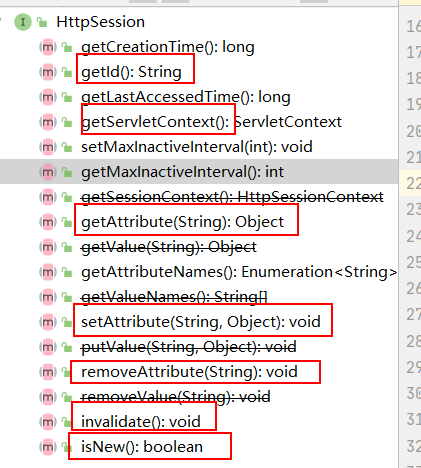 HttpSession
getCreationTime(): long
getId(): String
getLastAccessedTime(): long
getServletContext(): ServletContext
setMaxInactiveInterval(int): void
getMaxInactiveInterval(): int
getSessionContext(): HttpSessionContext
getAttribute(String): Object
getValue(String): Object
getAttributeNames(): Enumeration<String>
getValueNames(): String[]
setAttribute(String, Object): void
putValue(String, Object): void
removeAttribute(String): void
removeValue(String): void
invalidate(): void
isNew(): boolean
16
17
18
19
20
21
22
23
24
25
26
27
28
29
30
31
32